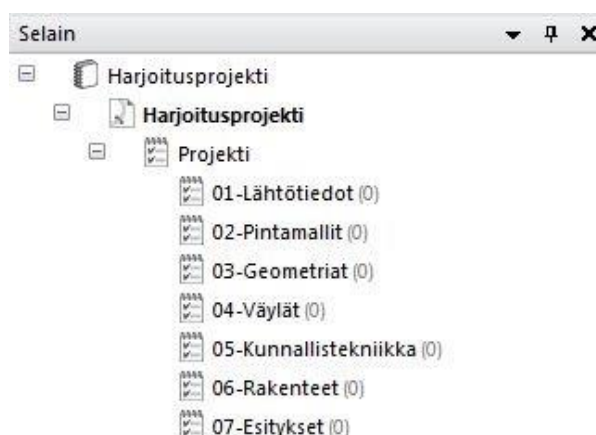 Selain
Harjoitusprojekti
Harjoitusprojekti
Projekti
01-Lähtötiedot (0)
02-Pintamallit (0)
03-Geometriat (0)
04-Väylät (0)
05-Kunnallistekniikka (0)
06-Rakenteet (0)
07-Esitykset (0)